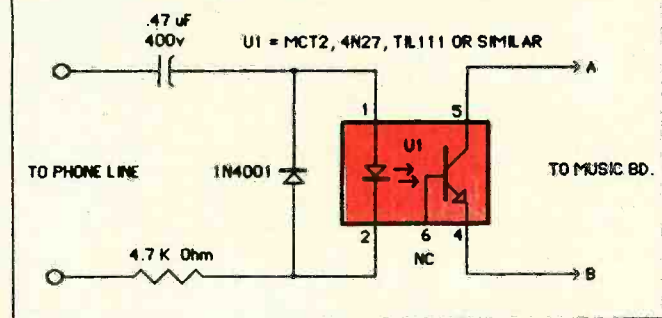 .47 uF
400v
U1 = MCT2, 4N27, TIL111 OR SIMILAR
A
1
5
U1
TO PHONE LINE
1N4001
TO MUSIC BD.
2
6
4
4.7 K Ohm
NC
B